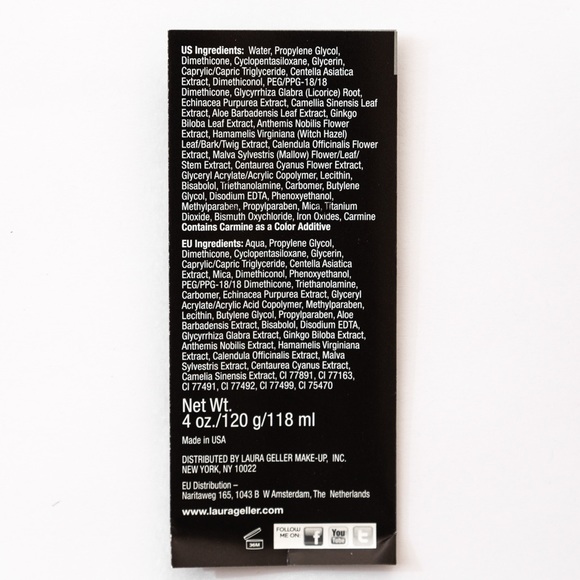 US Ingredients: Water, Propylene Glycol,
Dimethicone, Cyclopentasiloxane, Glycerin,
Caprylic/Capric Triglyceride, Centella Asiatica
Extract, Dimethiconol, PEG/PPG-18/18
Dimethicone, Glycyrrhiza Glabra (Licorice) Root,
Echinacea Purpurea Extract, Camellia Sinensis Leaf
Extract, Aloe Barbadensis Leaf Extract, Ginkgo
Biloba Leaf Extract, Anthemis Nobilis Flower
Extract, Hamamelis Virginiana (Witch Hazel)
Leaf/Bark/Twig Extract, Calendula Officinalis Flower
Extract, Malva Sylvestris (Mallow) Flower/Leaf/
Stem Extract, Centaurea Cyanus Flower Extract,
Glyceryl Acrylate/Acrylic Copolymer, Lecithin,
Bisabolol, Triethanolamine, Carbomer, Butylene
Glycol, Disodium EDTA, Phenoxyethanol,
Methylparaben, Propylparaben, Mica, Titanium
Dioxide, Bismuth Oxychloride, Iron Oxides, Carmine
Contains Carmine as a Color Additive
EU Ingredients: Aqua, Propylene Glycol,
Dimethicone, Cyclopentasiloxane, Glycerin,
Caprylic/Capric Triglyceride, Centella Asiatica
Extract, Mica, Dimethiconol, Phenoxyethanol,
PEG/PPG-18/18 Dimethicone, Triethanolamine,
Carbomer, Echinacea Purpurea Extract, Glyceryl
Acrylate/Acrylic Acid Copolymer, Methylparaben,
Lecithin, Butylene Glycol, Propylparaben, Aloe
Barbadensis Extract, Bisabolol, Disodium EDTA,
Glycyrrhiza Glabra Extract, Ginkgo Biloba Extract,
Anthemis Nobilis Extract, Hamamelis Virginiana
Extract, Calendula Officinalis Extract, Malva
Sylvestris Extract, Centaurea Cyanus Extract,
Camelia Sinensis Extract, CI 77891, CI 77163,
CI 77491, CI 77492, CI 77499, CI 75470
Net Wt.
4 oz./120 g/118 ml
Made in USA
DISTRIBUTED BY LAURA GELLER MAKE-UP, INC.
NEW YORK, NY 10022
EU Distribution –
Naritaweg 165, 1043 B W Amsterdam, The Netherlands
www.laurageller.com
36M
FOLLOW
ME ON
f
You
Tube
t